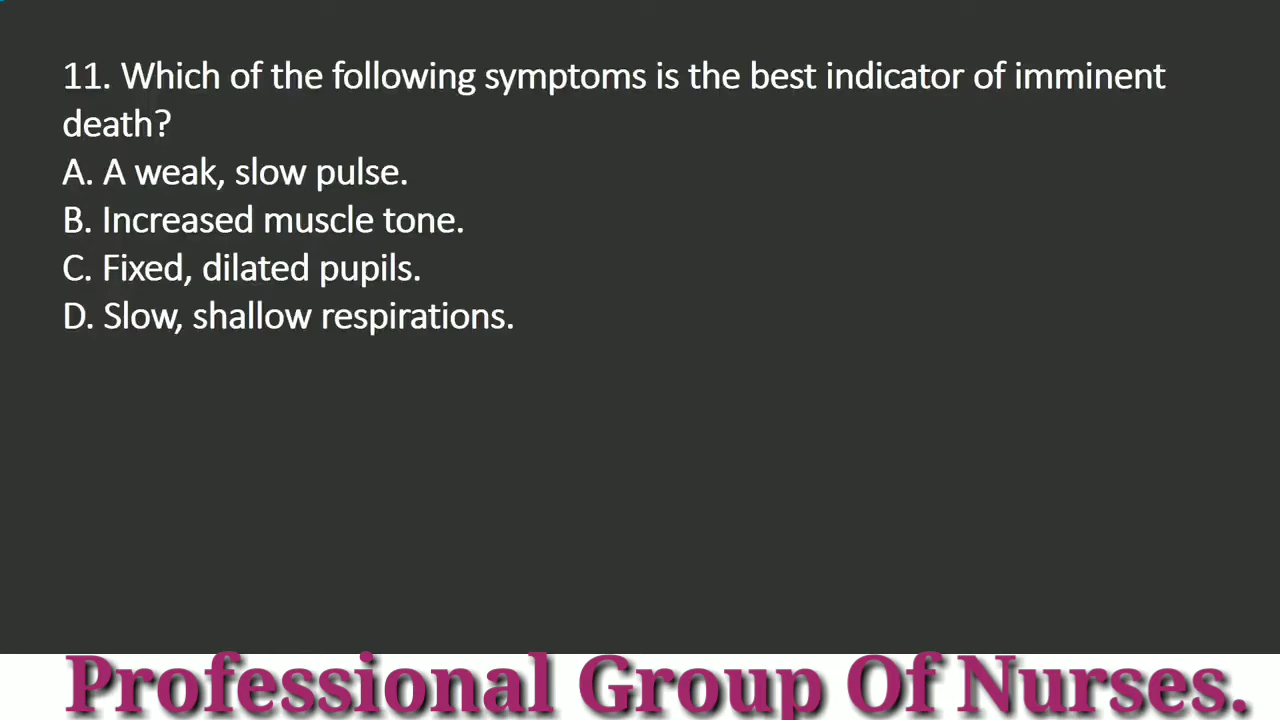 11. Which of the following symptoms is the best indicator of imminent
death?
A. A weak, slow pulse.
B. Increased muscle tone.
C. Fixed, dilated pupils.
D. Slow, shallow respirations.
Professional Group Of Nurses.